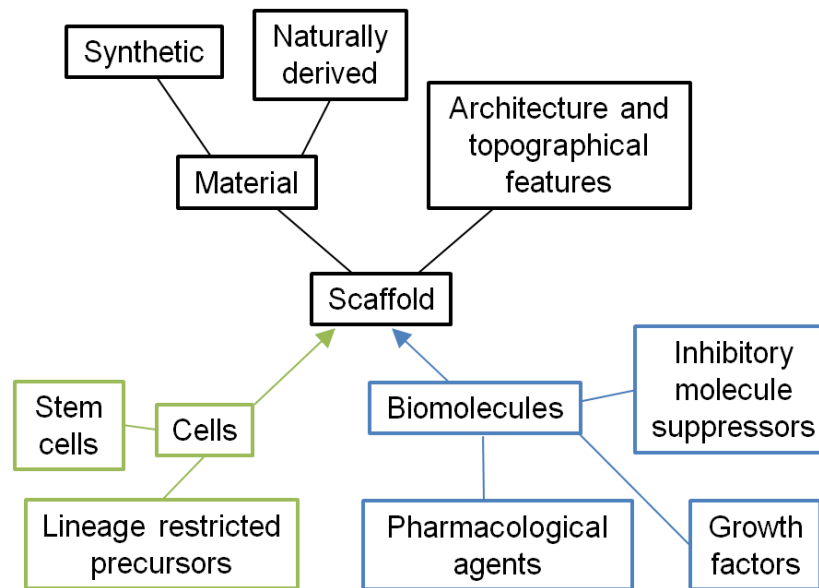 Synthetic
Naturally
derived
Architecture and
topographical
features
Material
Scaffold
Stem
cells
Cells
Lineage restricted
precursors
Biomolecules
Inhibitory
molecule
suppressors
Pharmacological
agents
Growth
factors